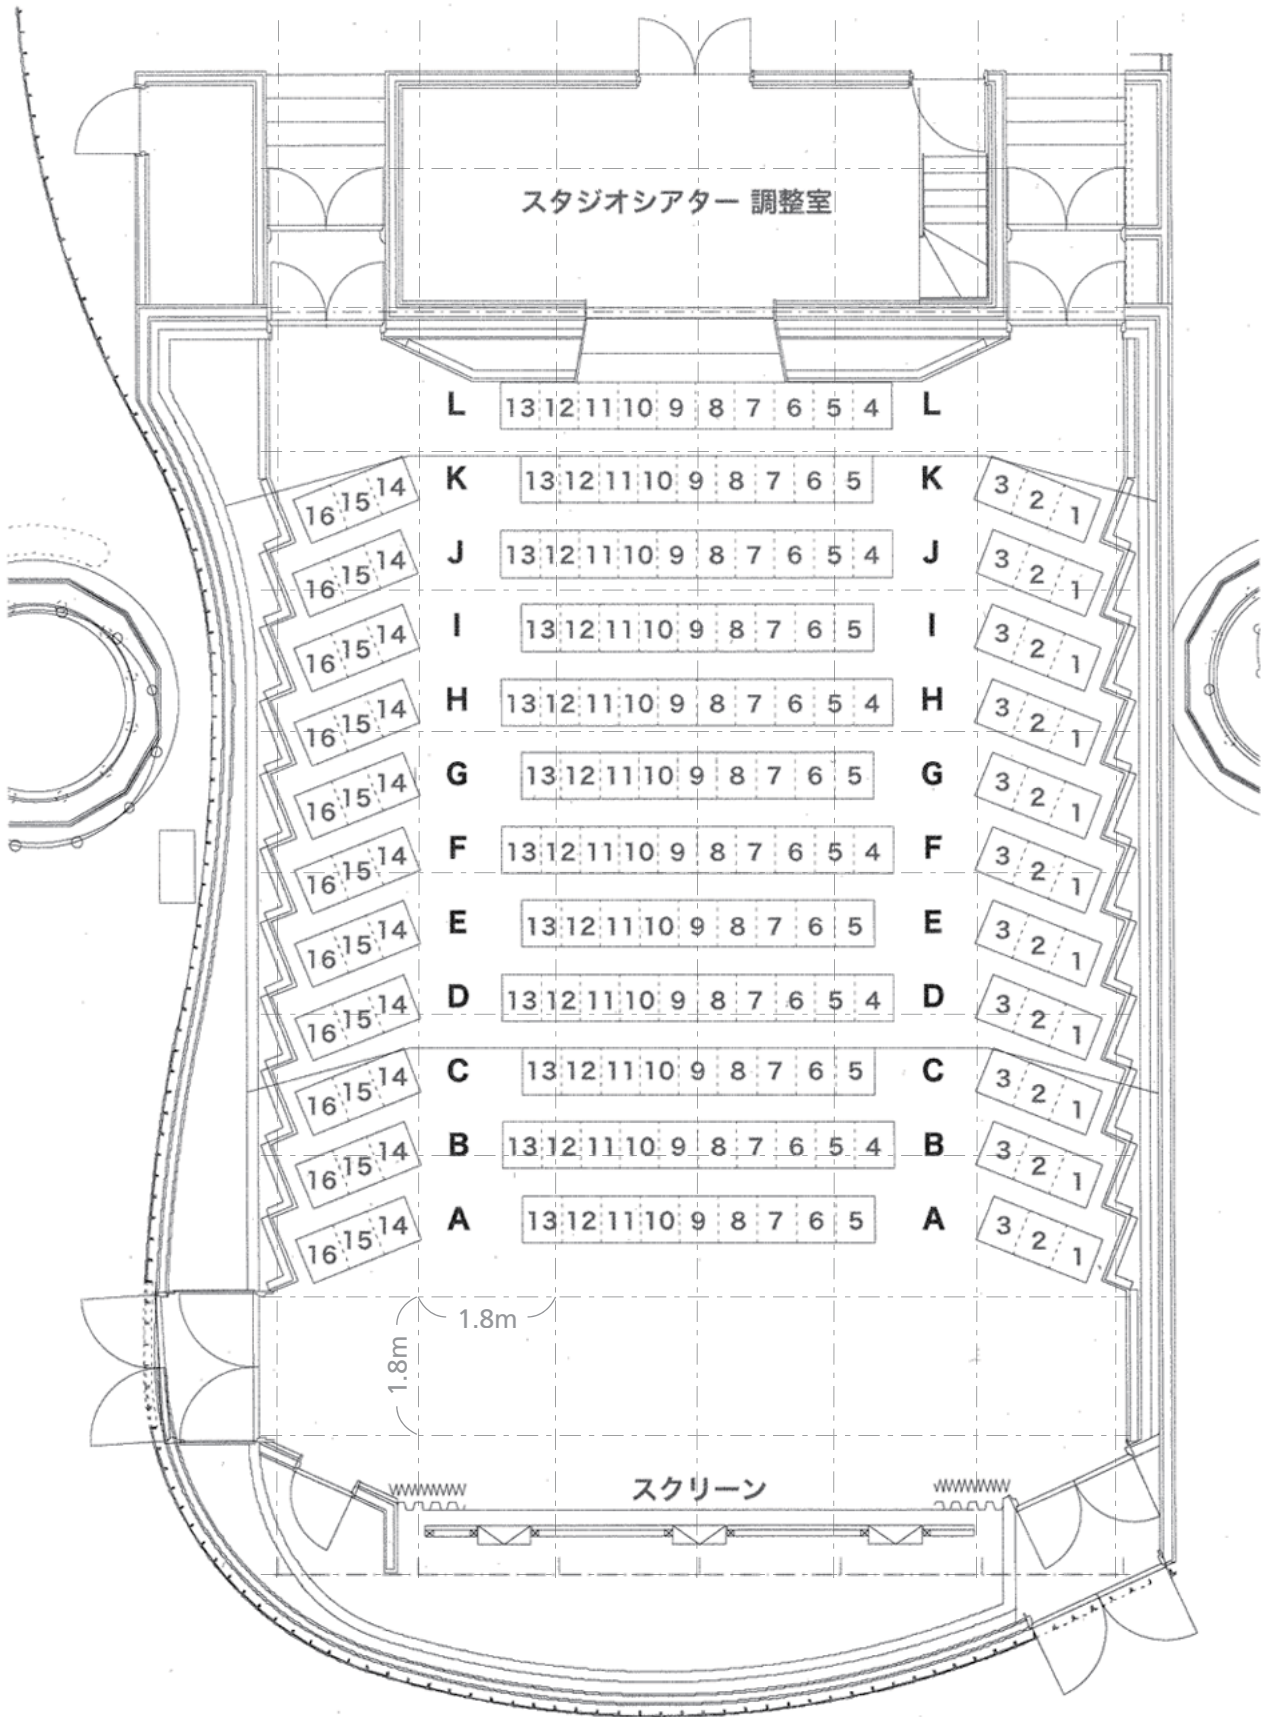 スタジオシアター 調整室
L 13 12 11 10 9 8 7 6 5 4 L
16 15 14 K 13 12 11 10 9 8 7 6 5 K 3 2 1
16 15 14 J 13 12 11 10 9 8 7 6 5 4 J 3 2 1
16 15 14 I 13 12 11 10 9 8 7 6 5 I 3 2 1
16 15 14 H 13 12 11 10 9 8 7 6 5 4 H 3 2 1
16 15 14 G 13 12 11 10 9 8 7 6 5 G 3 2 1
16 15 14 F 13 12 11 10 9 8 7 6 5 4 F 3 2 1
16 15 14 E 13 12 11 10 9 8 7 6 5 E 3 2 1
16 15 14 D 13 12 11 10 9 8 7 6 5 4 D 3 2 1
16 15 14 C 13 12 11 10 9 8 7 6 5 C 3 2 1
16 15 14 B 13 12 11 10 9 8 7 6 5 4 B 3 2 1
16 15 14 A 13 12 11 10 9 8 7 6 5 A 3 2 1
1.8m
1.8m
スクリーン